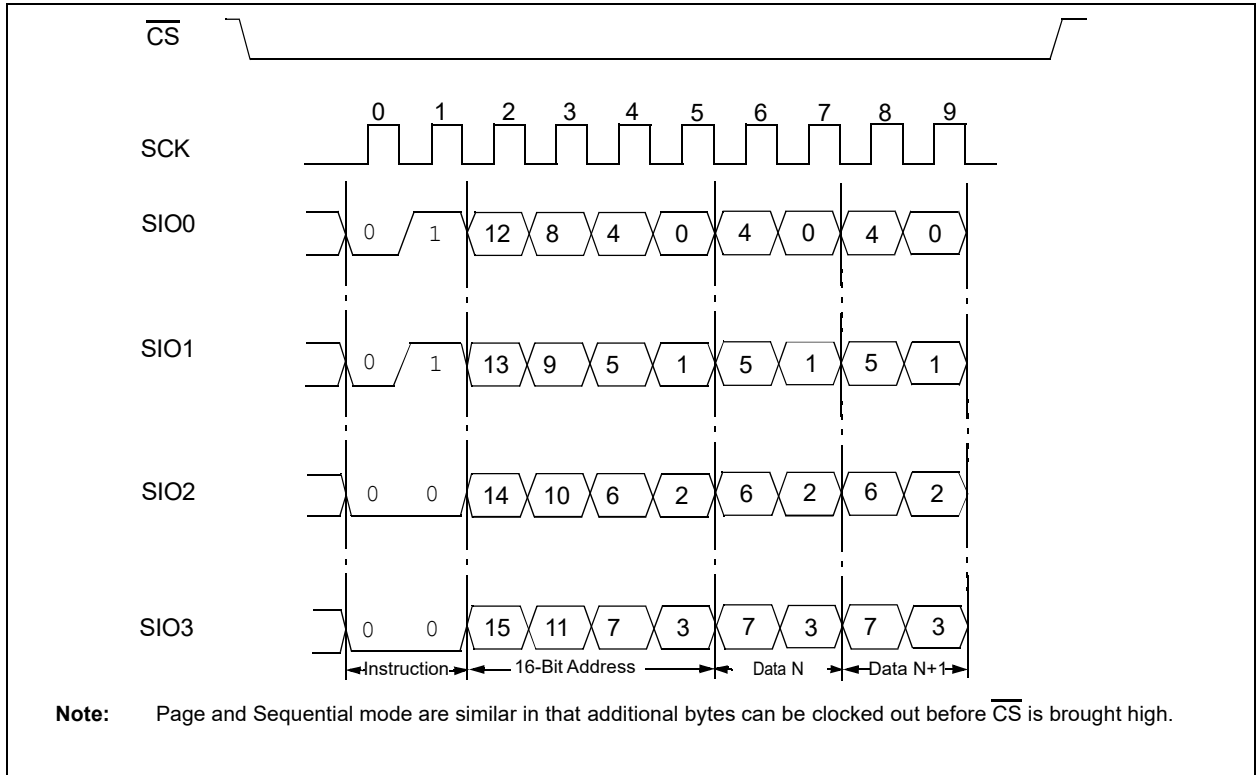 CS
0 1 2 3 4 5 6 7 8 9
SCK
SIO0 0 1 12 8 4 0 4 0 4 0
SIO1 0 1 13 9 5 1 5 1 5 1
SIO2 0 0 14 10 6 2 6 2 6 2
SIO3 0 0 15 11 7 3 7 3 7 3
Instruction 16-Bit Address Data N Data N+1
Note: Page and Sequential mode are similar in that additional bytes can be clocked out before CS is brought high.